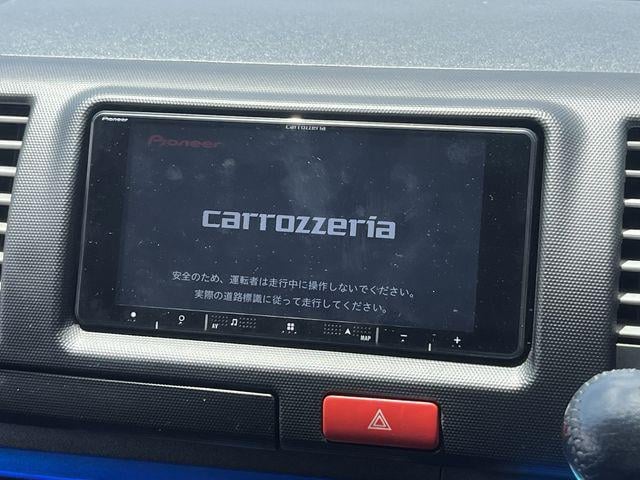 Pioneer
carrozzeria
Pioneer
carrozzeria
安全のため、運転者は走行中に操作しないでください。
実際の道路標識に従って走行してください。
AV
MAP
− +